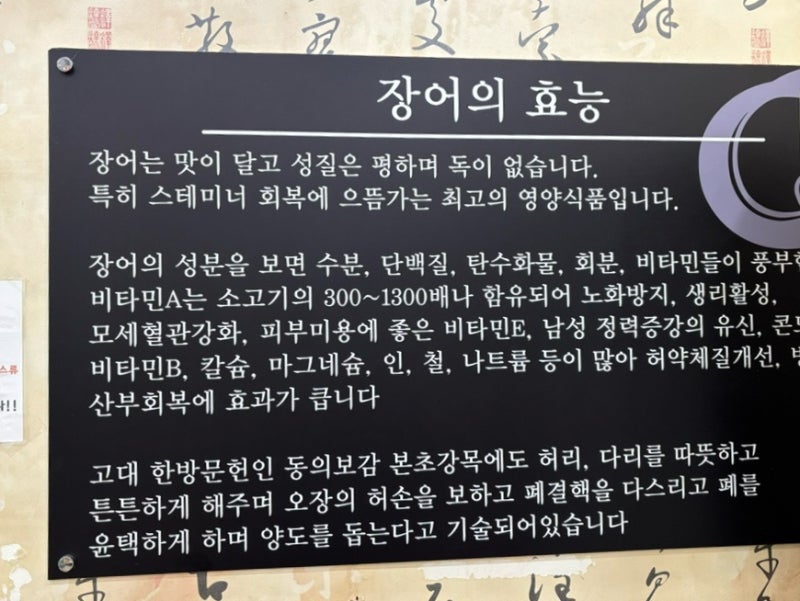 장어의 효능
장어는 맛이 달고 성질은 평하며 독이 없습니다.
특히 스테미너 회복에 으뜸가는 최고의 영양식품입니다.
장어의 성분을 보면 수분, 단백질, 탄수화물, 회분, 비타민들이 풍부
비타민A는 소고기의 300~1300배나 함유되어 노화방지, 생리활성,
모세혈관강화, 피부미용에 좋은 비타민E, 남성 정력증강의 유신,
비타민B, 칼슘, 마그네슘, 인, 철, 나트륨 등이 많아 허약체질개선,
산부회복에 효과가 큽니다
고대 한방문헌인 동의보감 본초강목에도 허리, 다리를 따뜻하고
튼튼하게 해주며 오장의 허손을 보하고 폐결핵을 다스리고 폐를
윤택하게 하며 양도를 돕는다고 기술되어있습니다
스류